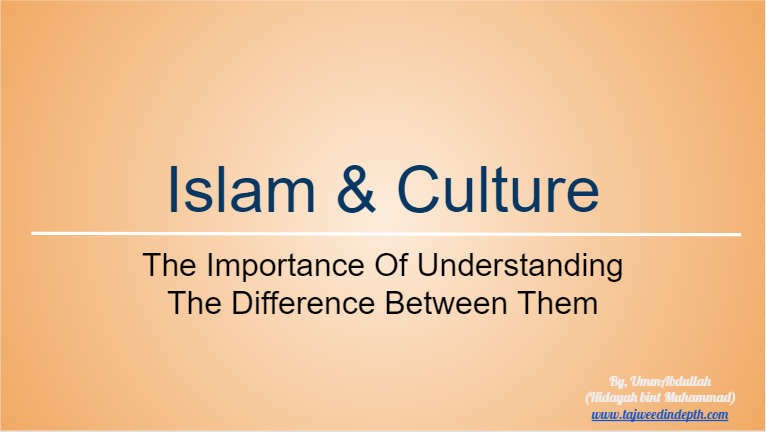 Islam & Culture
The Importance Of Understanding
The Difference Between Them
By, UmmAbdullah
(Hidayah bint Muhammad)
www.tajweedindepth.com